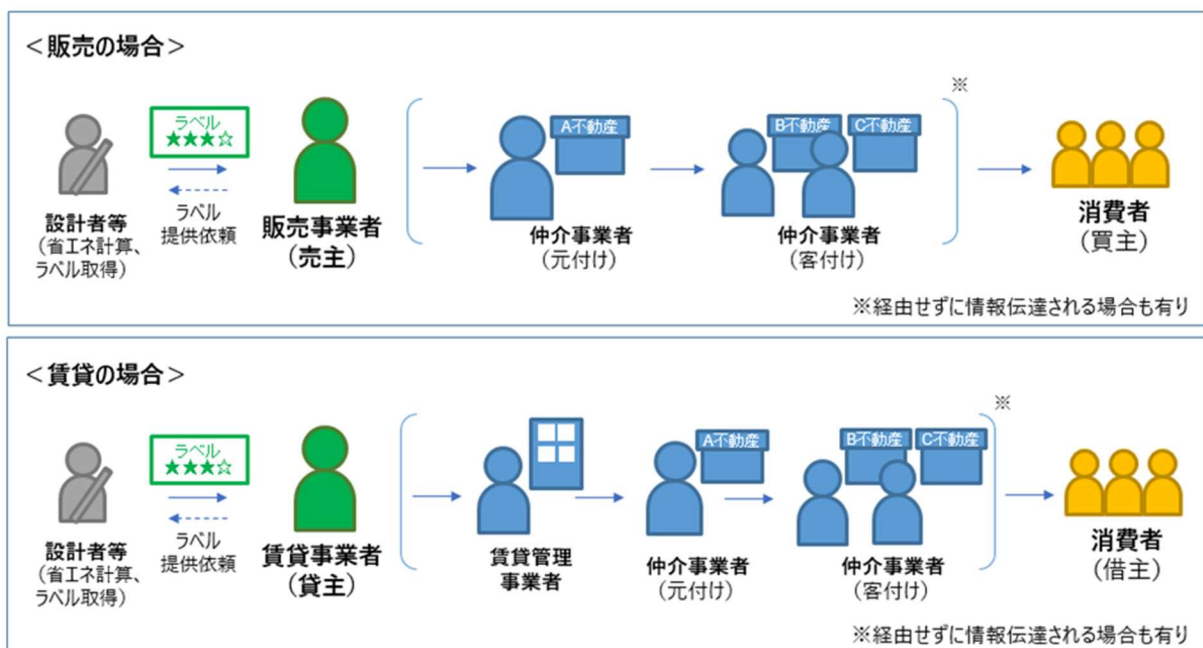 ＜販売の場合＞
※
ラベル
★★★☆
A不動産
B不動産
C不動産
設計者等
(省エネ計算、
ラベル取得)
ラベル
提供依頼
販売事業者
(売主)
仲介事業者
(元付け)
仲介事業者
(客付け)
消費者
(買主)
※経由せずに情報伝達される場合も有り
＜賃貸の場合＞
※
ラベル
★★★☆
A不動産
B不動産
C不動産
設計者等
(省エネ計算、
ラベル取得)
ラベル
提供依頼
賃貸事業者
(貸主)
賃貸管理
事業者
仲介事業者
(元付け)
仲介事業者
(客付け)
消費者
(借主)
※経由せずに情報伝達される場合も有り